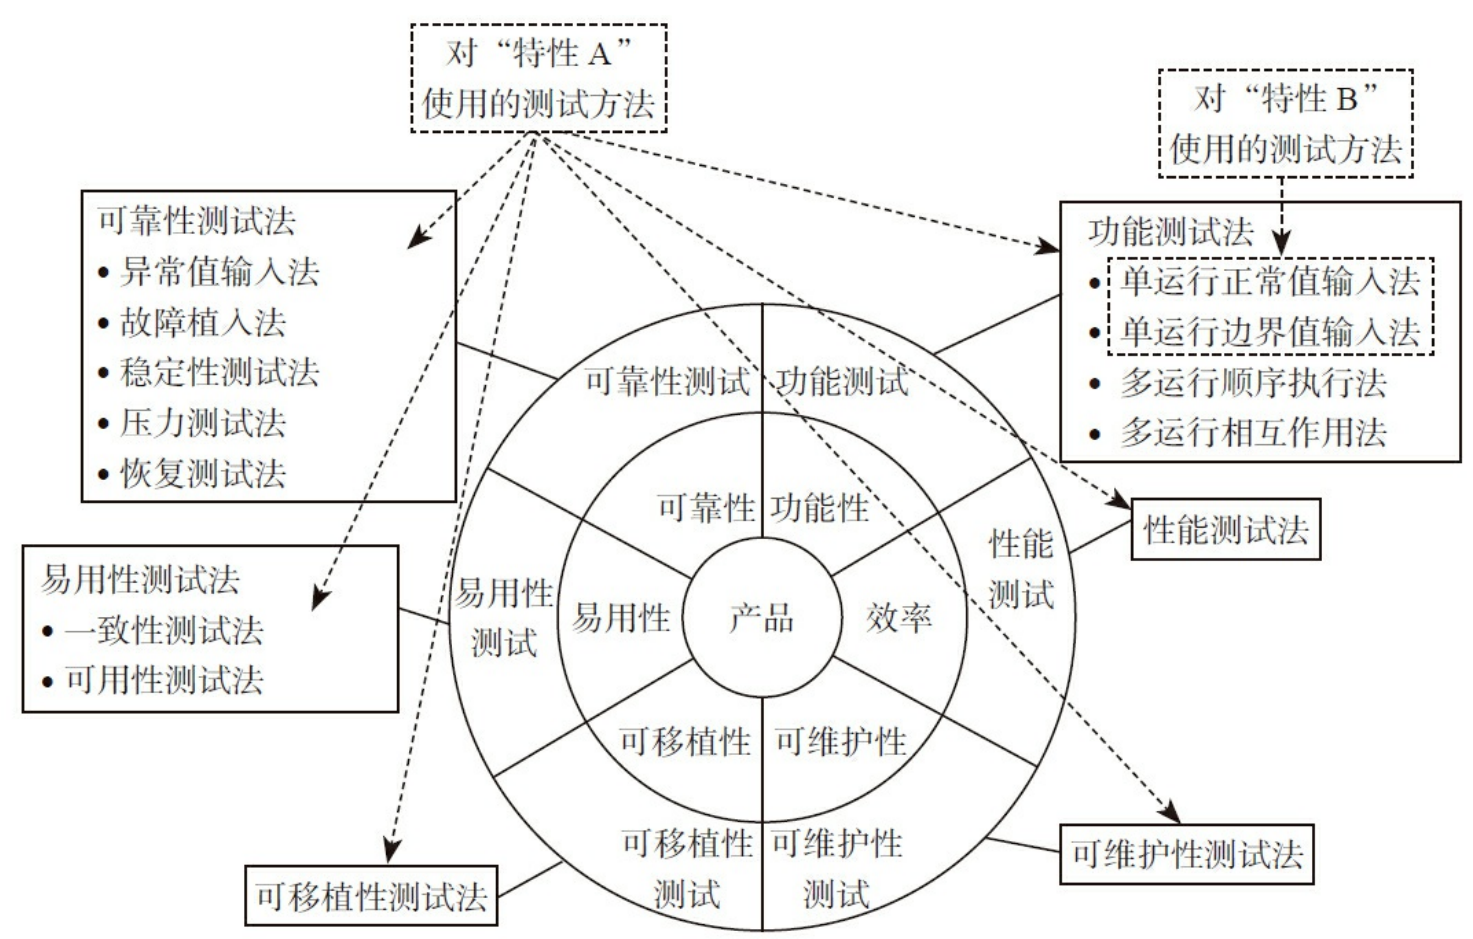 对“特性 A”
使用的测试方法
对“特性 B”
使用的测试方法
可靠性测试法
• 异常值输入法
• 故障植入法
• 稳定性测试法
• 压力测试法
• 恢复测试法
功能测试法
• 单运行正常值输入法
• 单运行边界值输入法
• 多运行顺序执行法
• 多运行相互作用法
可靠性测试
功能测试
可靠性
功能性
性能测试法
性能
测试
易用性测试法
• 一致性测试法
• 可用性测试法
易用性
测试
易用性
产品
效率
可移植性
可维护性
可移植性
测试
可维护性
测试
可移植性测试法
可维护性测试法